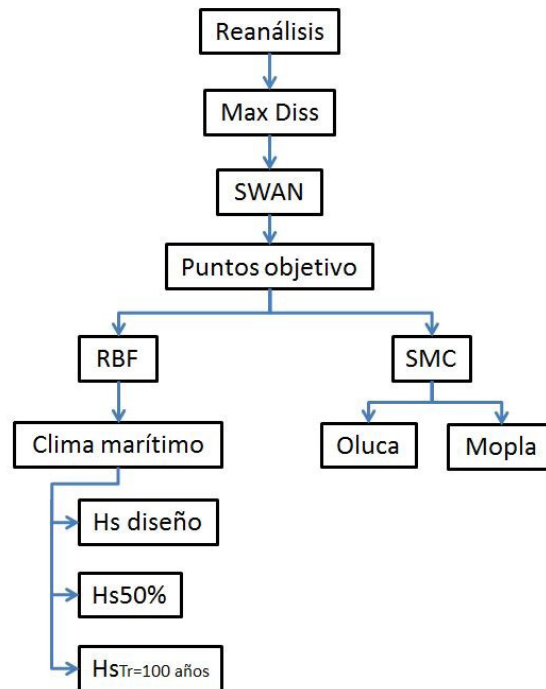 Reanálisis
Max Diss
SWAN
Puntos objetivo
RBF
SMC
Clima marítimo
Oluca
Mopla
Hs diseño
Hs50%
HsTr=100 años